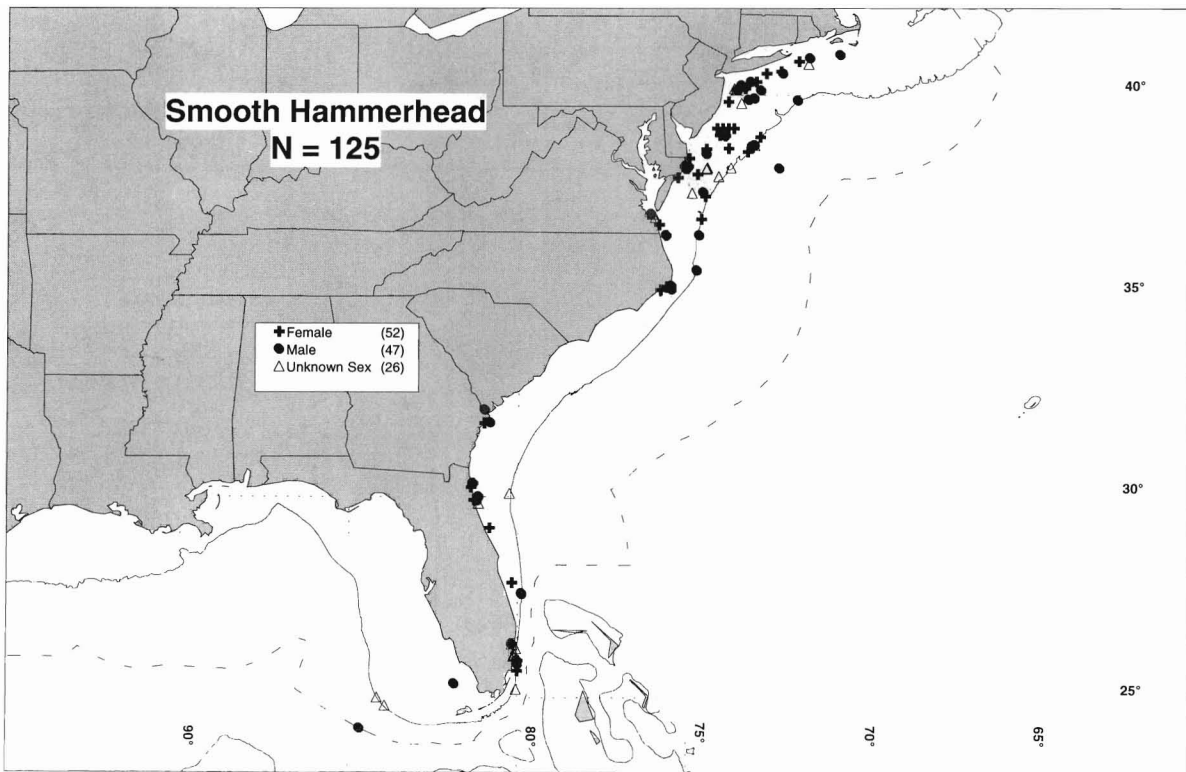 Smooth Hammerhead
N = 125
Female (52)
Male (47)
Unknown Sex (26)
40°
35°
30°
25°
90°
80°
75°
70°
65°